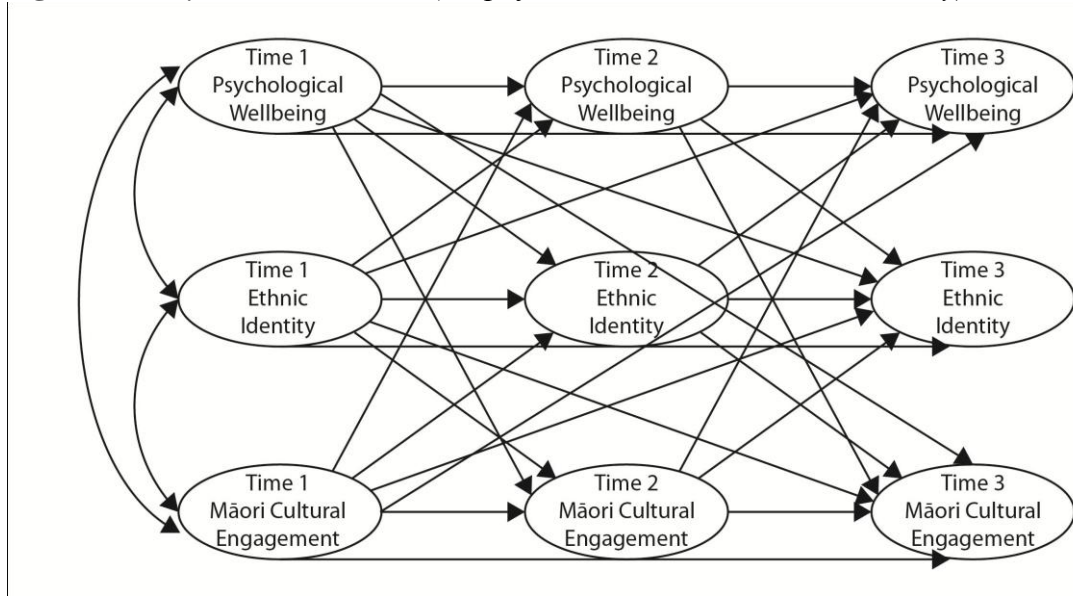 Time 1
Psychological
Wellbeing
Time 2
Psychological
Wellbeing
Time 3
Psychological
Wellbeing
Time 1
Ethnic
Identity
Time 2
Ethnic
Identity
Time 3
Ethnic
Identity
Time 1
Māori Cultural
Engagement
Time 2
Māori Cultural
Engagement
Time 3
Māori Cultural
Engagement